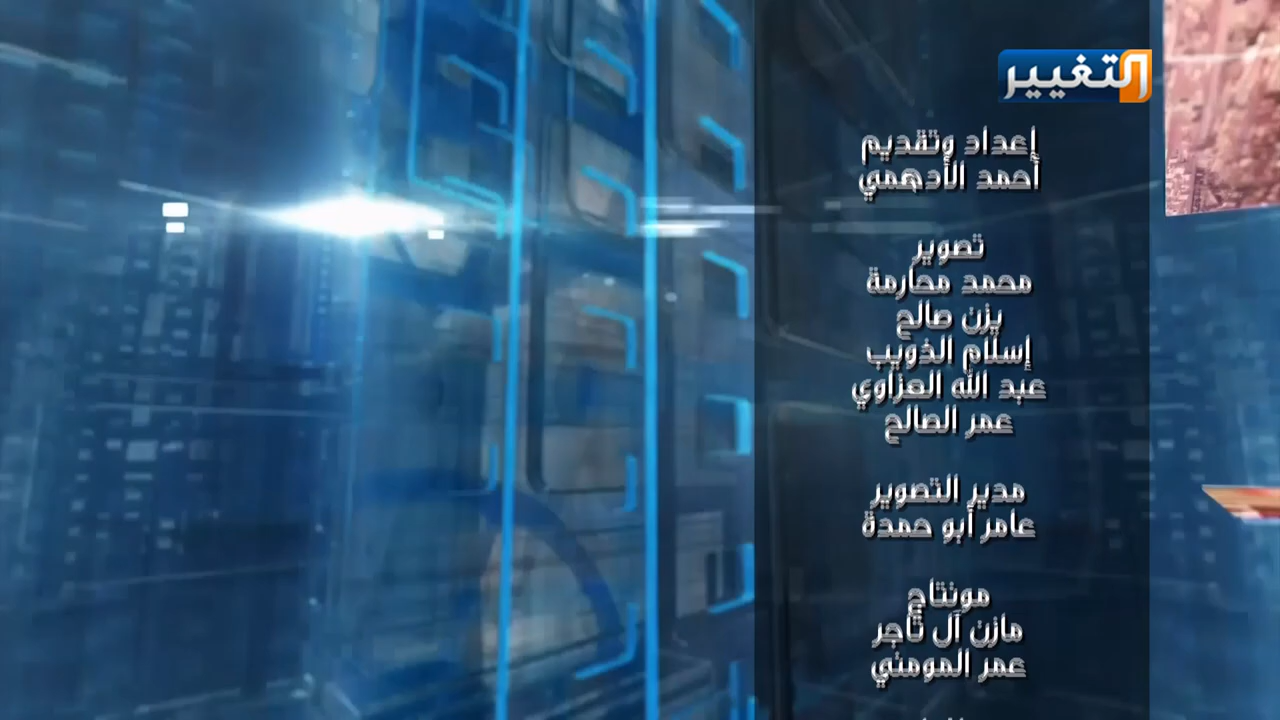 التغيير
إعداد وتقديم
أحمد الأدهمي
تصوير
محمد محارمة
يزن صالح
إسلام الذويب
عبد الله العزاوي
عمر الصالح
مدير التصوير
عامر أبو حمدة
مونتاج
مازن آل تاجر
عمر المومني